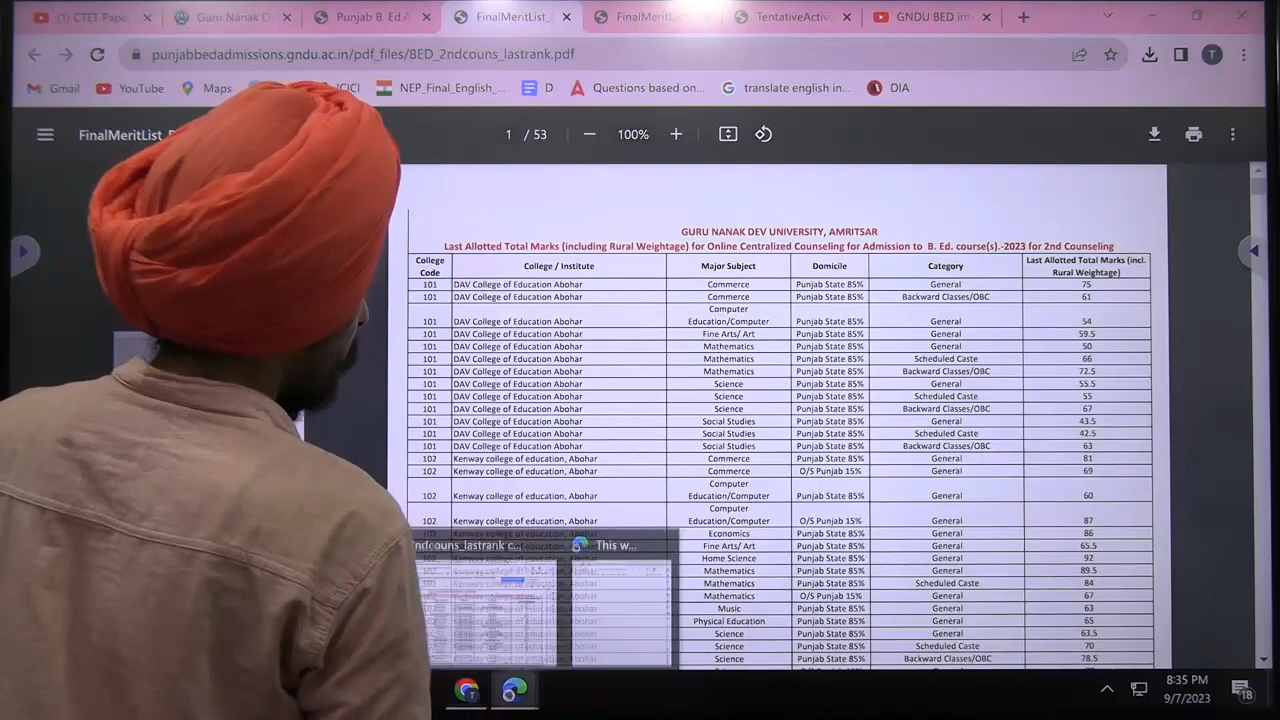 (1) CTET Pape
Guru Nanak D
Punjab B. Ed A
FinalMeritList_
FinalMeritList
TentativeActivi
GNDU BED int
punjabbedadmissions.gndu.ac.in/pdf_files/BED_2ndcouns_lastrank.pdf
T
Gmail
YouTube
Maps
ICICI
NEP_Final_English_...
D
Questions based on...
translate english in...
DIA
FinalMeritList_
1 / 53
100%
GURU NANAK DEV UNIVERSITY, AMRITSAR
Last Allotted Total Marks (including Rural Weightage) for Online Centralized Counseling for Admission to B. Ed. course(s).-2023 for 2nd Counseling
College Code College / Institute Major Subject Domicile Category Last Allotted Total Marks (incl. Rural Weightage)
101 DAV College of Education Abohar Commerce Punjab State 85% General 75
101 DAV College of Education Abohar Commerce Punjab State 85% Backward Classes/OBC 61
101 DAV College of Education Abohar Computer Education/Computer Punjab State 85% General 54
101 DAV College of Education Abohar Fine Arts/ Art Punjab State 85% General 59.5
101 DAV College of Education Abohar Mathematics Punjab State 85% General 50
101 DAV College of Education Abohar Mathematics Punjab State 85% Scheduled Caste 66
101 DAV College of Education Abohar Mathematics Punjab State 85% Backward Classes/OBC 72.5
101 DAV College of Education Abohar Science Punjab State 85% General 55.5
101 DAV College of Education Abohar Science Punjab State 85% Scheduled Caste 55
101 DAV College of Education Abohar Science Punjab State 85% Backward Classes/OBC 67
101 DAV College of Education Abohar Social Studies Punjab State 85% General 43.5
101 DAV College of Education Abohar Social Studies Punjab State 85% Scheduled Caste 42.5
101 DAV College of Education Abohar Social Studies Punjab State 85% Backward Classes/OBC 63
102 Kenway college of education, Abohar Commerce Punjab State 85% General 81
102 Kenway college of education, Abohar Commerce O/S Punjab 15% General 69
102 Kenway college of education, Abohar Computer Education/Computer Punjab State 85% General 60
102 Kenway college of education, Abohar Computer Education/Computer O/S Punjab 15% General 87
Economics Punjab State 85% General 86
Fine Arts/ Art Punjab State 85% General 65.5
Home Science Punjab State 85% General 92
Mathematics Punjab State 85% General 89.5
Mathematics Punjab State 85% Scheduled Caste 84
Mathematics O/S Punjab 15% General 67
Music Punjab State 85% General 63
Physical Education Punjab State 85% General 65
Science Punjab State 85% General 63.5
Science Punjab State 85% Scheduled Caste 70
Science Punjab State 85% Backward Classes/OBC 78.5
ndcouns_lastrank c...
This w...
8:35 PM
9/7/2023
18